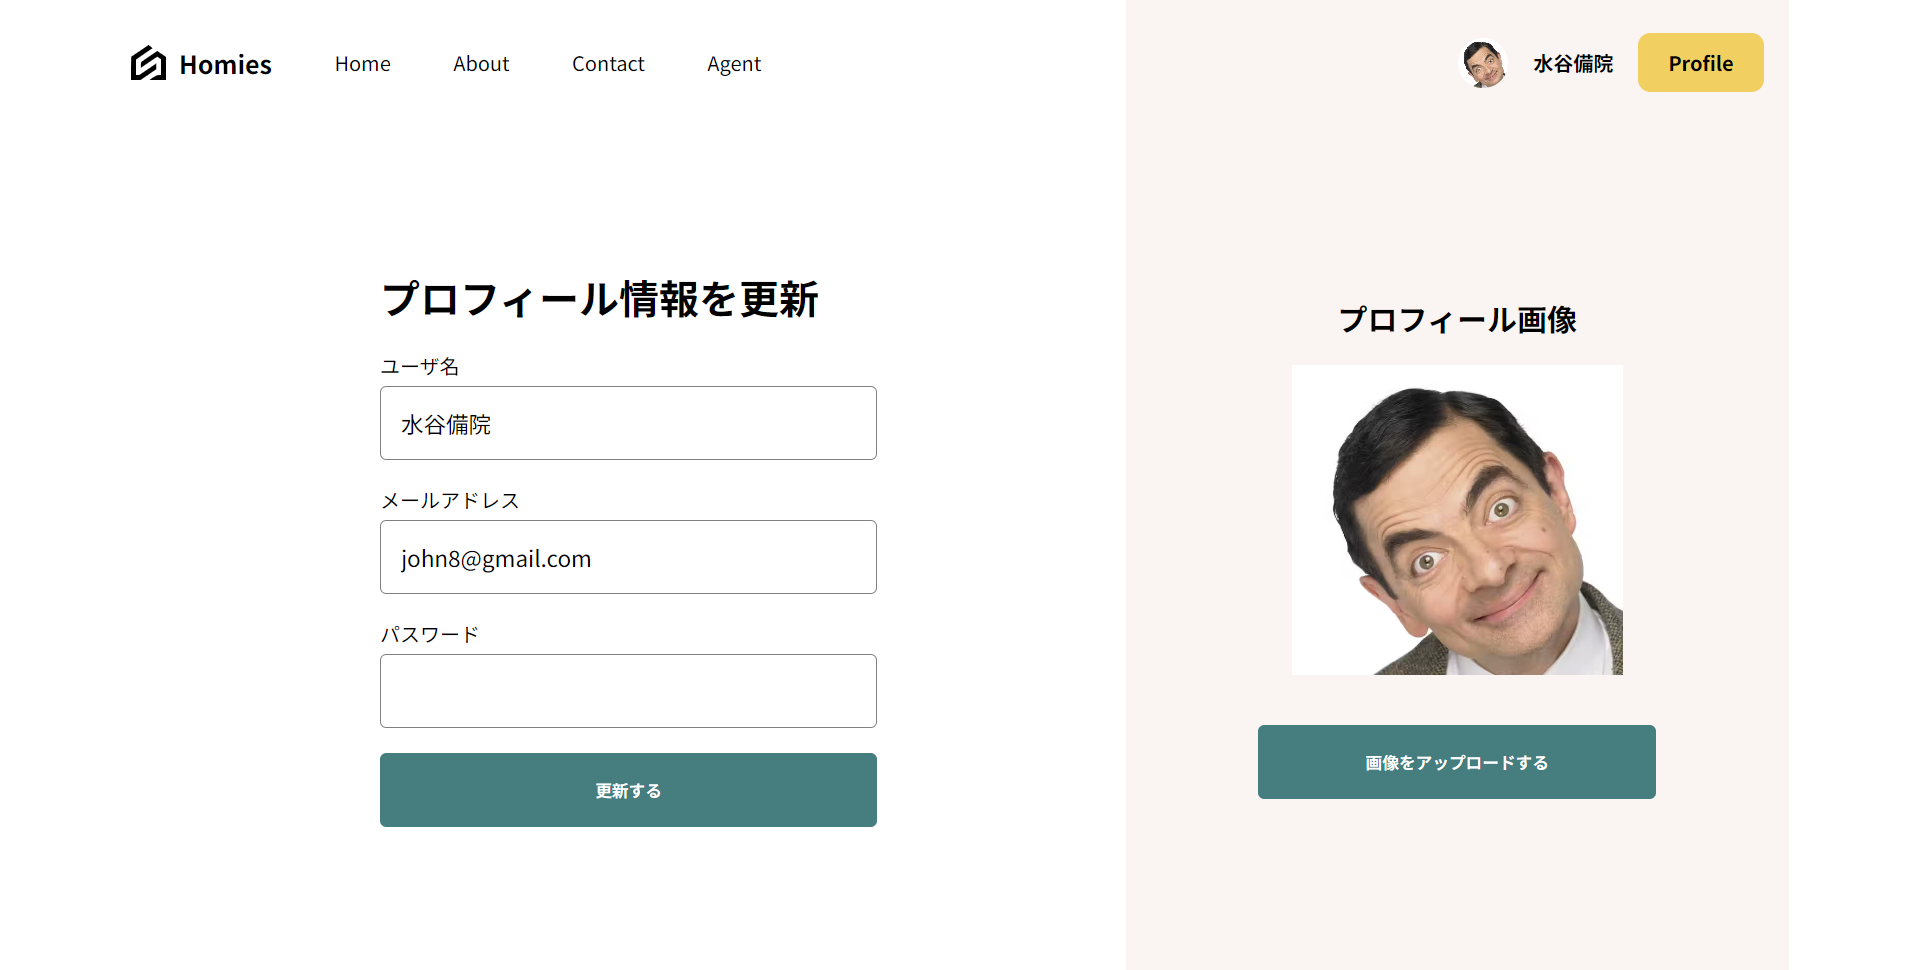 Homies
Home
About
Contact
Agent
水谷備院
Profile
プロフィール情報を更新
ユーザ名
水谷備院
メールアドレス
john8@gmail.com
パスワード
更新する
プロフィール画像
画像をアップロードする